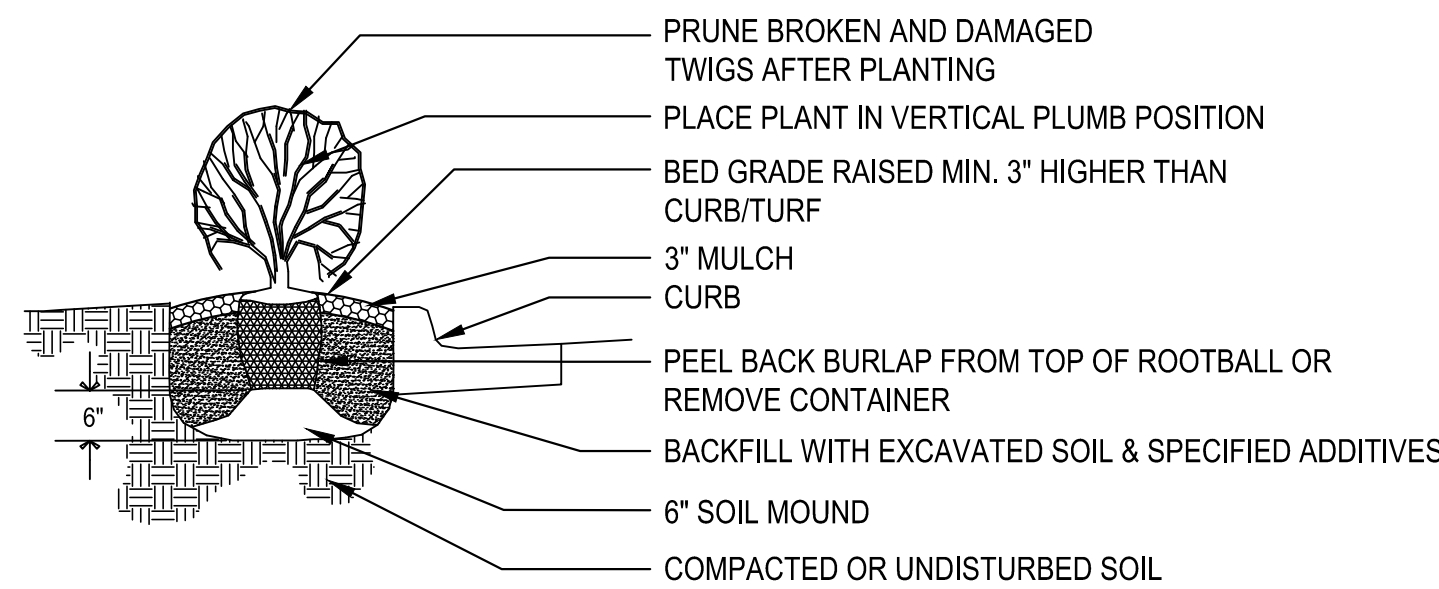 PRUNE BROKEN AND DAMAGED
TWIGS AFTER PLANTING
PLACE PLANT IN VERTICAL PLUMB POSITION
BED GRADE RAISED MIN. 3" HIGHER THAN
CURB/TURF
3" MULCH
CURB
PEEL BACK BURLAP FROM TOP OF ROOTBALL OR
REMOVE CONTAINER
6"
BACKFILL WITH EXCAVATED SOIL & SPECIFIED ADDITIVES
6" SOIL MOUND
COMPACTED OR UNDISTURBED SOIL